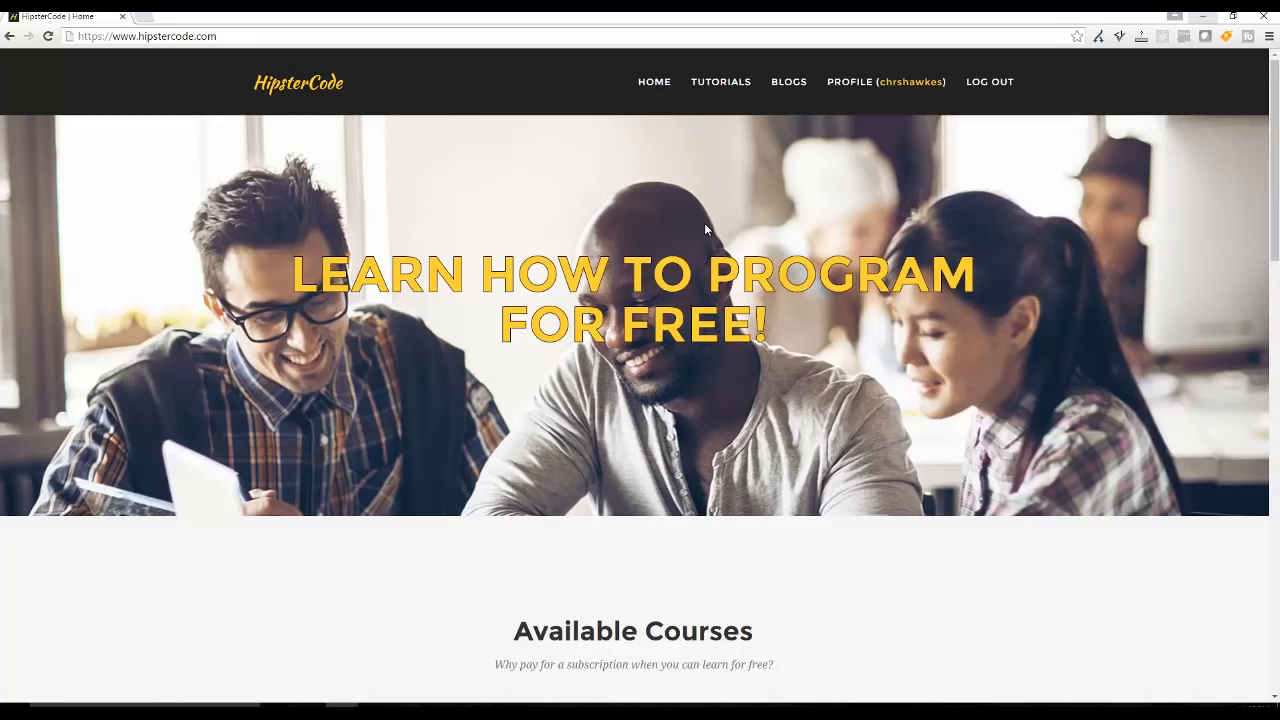 HipsterCode | Home
https://www.hipstercode.com
HipsterCode
HOME TUTORIALS BLOGS PROFILE (chrshawkes) LOG OUT
LEARN HOW TO PROGRAM
FOR FREE!
Available Courses
Why pay for a subscription when you can learn for free?